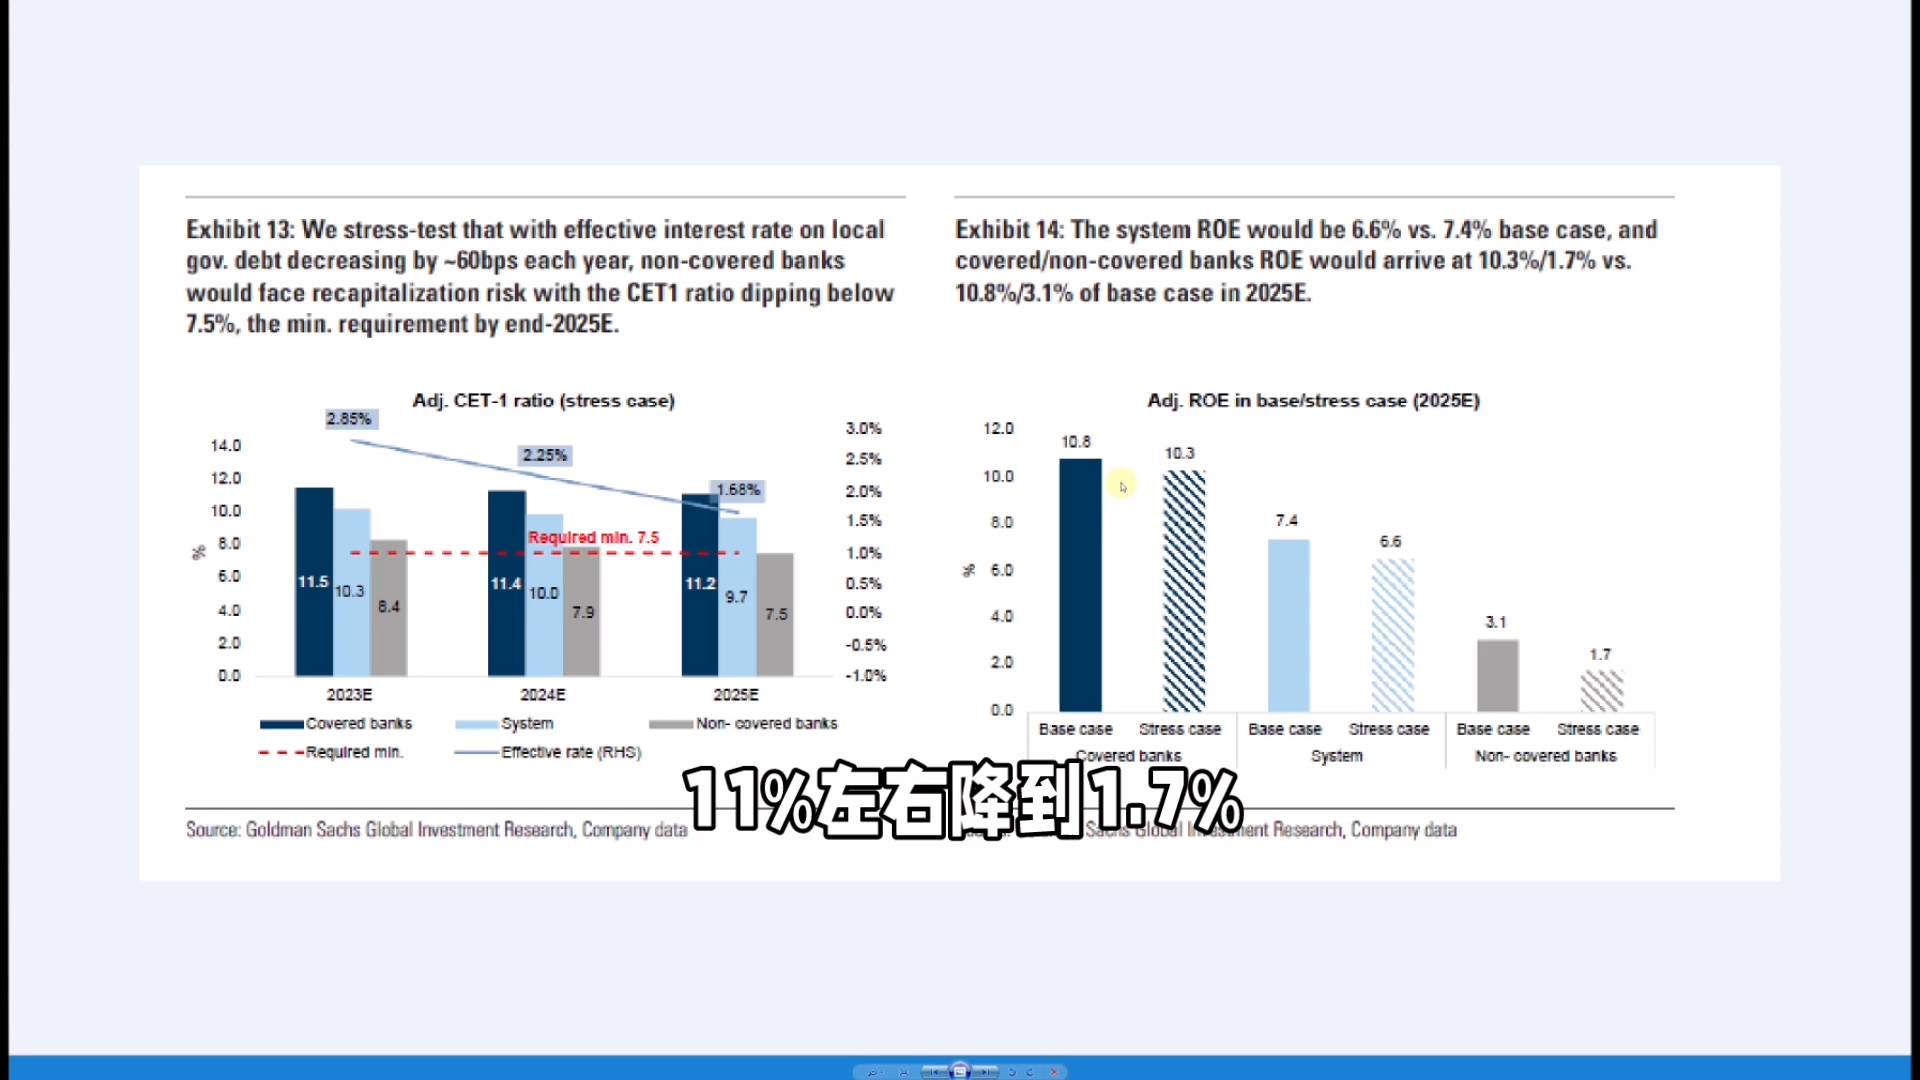 Exhibit 13: We stress-test that with effective interest rate on local
gov. debt decreasing by ~60bps each year, non-covered banks
would face recapitalization risk with the CET1 ratio dipping below
7.5%, the min. requirement by end-2025E.
Adj. CET-1 ratio (stress case)
2.85%
2.25%
1.68%
14.0
12.0
10.0
8.0
6.0
4.0
2.0
0.0
%
3.0%
2.5%
2.0%
1.5%
1.0%
0.5%
0.0%
-0.5%
-1.0%
Required min. 7.5
11.5
10.3
8.4
11.4
10.0
7.9
11.2
9.7
7.5
2023E
2024E
2025E
Covered banks
System
Non- covered banks
Required min.
Effective rate (RHS)
Source: Goldman Sachs Global Investment Research, Company data
Exhibit 14: The system ROE would be 6.6% vs. 7.4% base case, and
covered/non-covered banks ROE would arrive at 10.3%/1.7% vs.
10.8%/3.1% of base case in 2025E.
Adj. ROE in base/stress case (2025E)
12.0
10.0
8.0
6.0
4.0
2.0
0.0
%
10.8
10.3
7.4
6.6
3.1
1.7
Base case
Stress case
Base case
Stress case
Base case
Stress case
Covered banks
System
Non- covered banks
Sachs Global Investment Research, Company data
11%左右降到1.7%